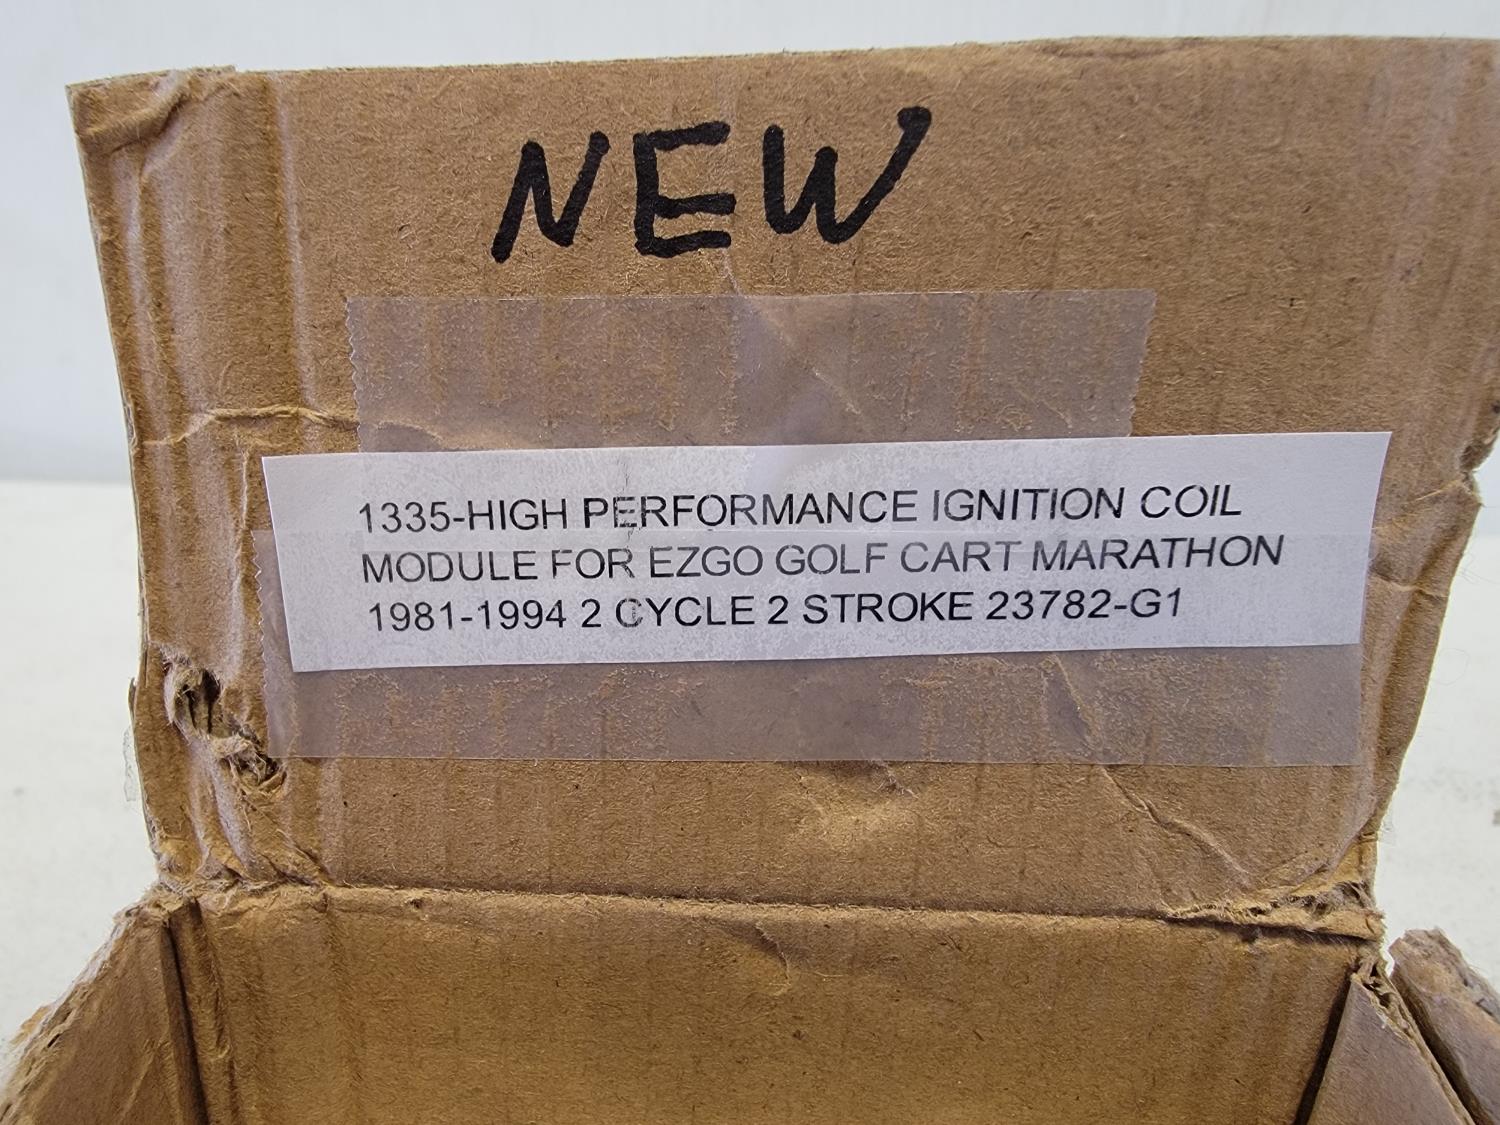 NEW
1335-HIGH PERFORMANCE IGNITION COIL
MODULE FOR EZGO GOLF CART MARATHON
1981-1994 2 CYCLE 2 STROKE 23782-G1